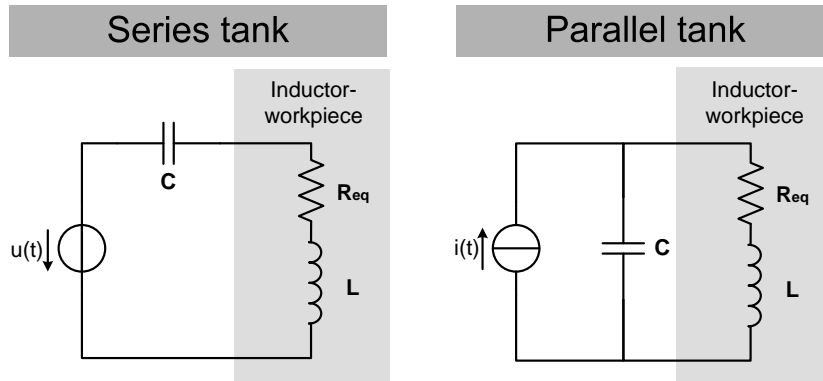 Series tank
Inductor-
workpiece
C
Req
u(t)
L
Parallel tank
Inductor-
workpiece
Req
i(t)
C
L